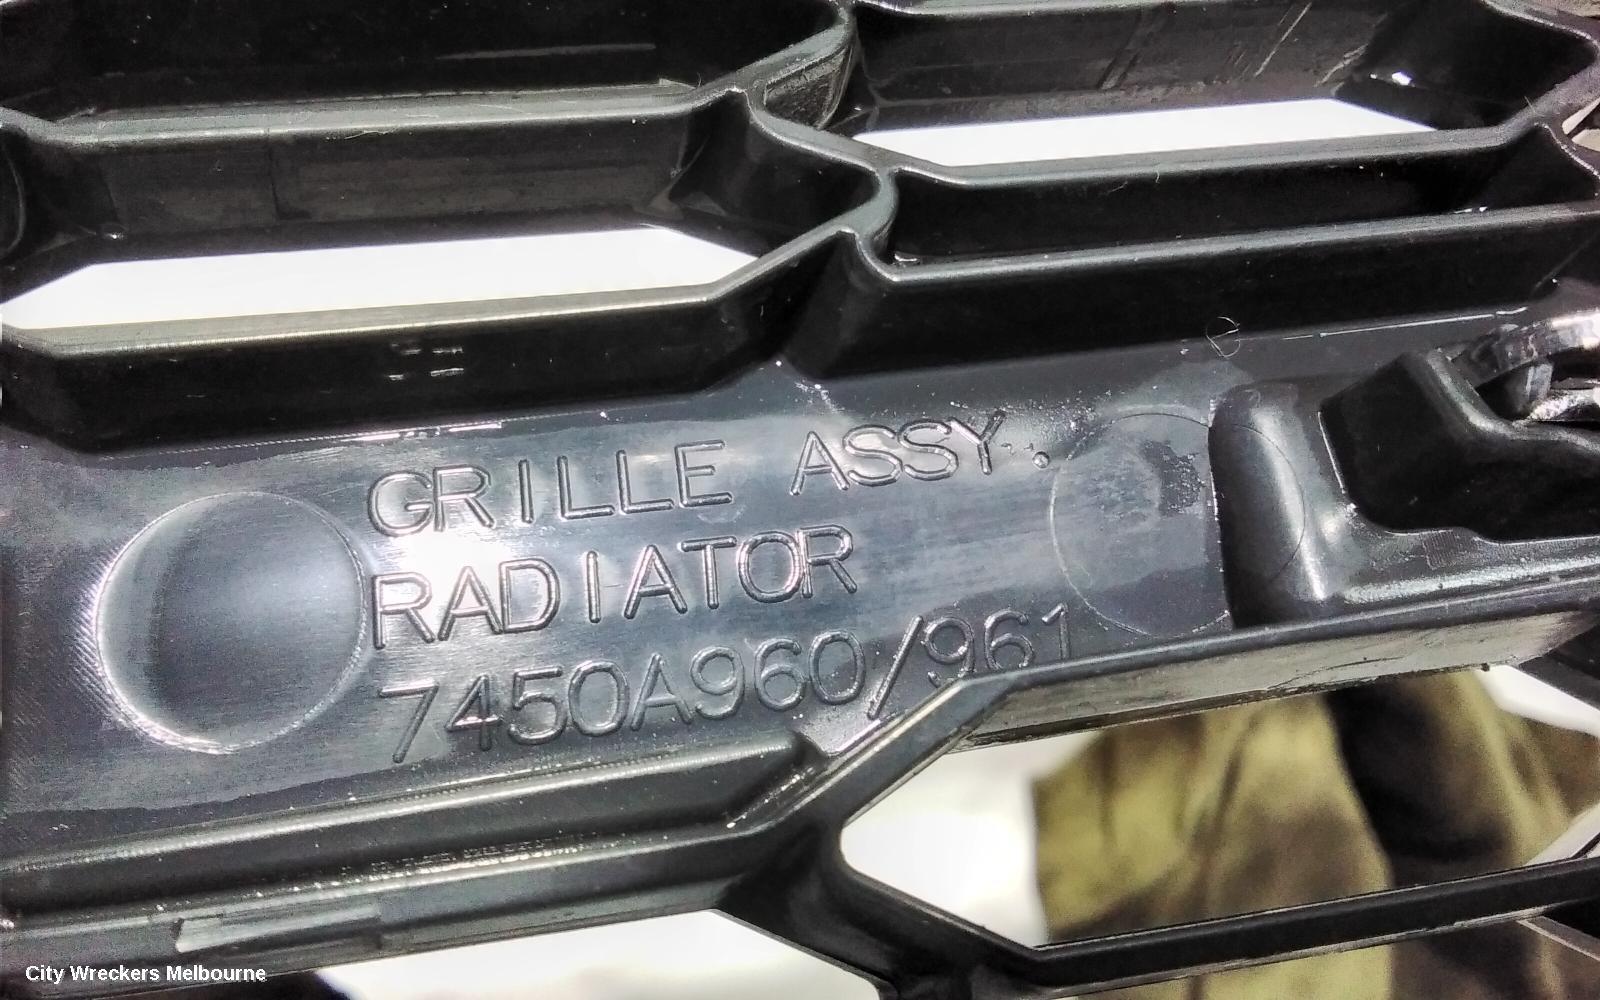 GRILLE ASSY.
RADIATOR
7450A960/961
City Wreckers Melbourne